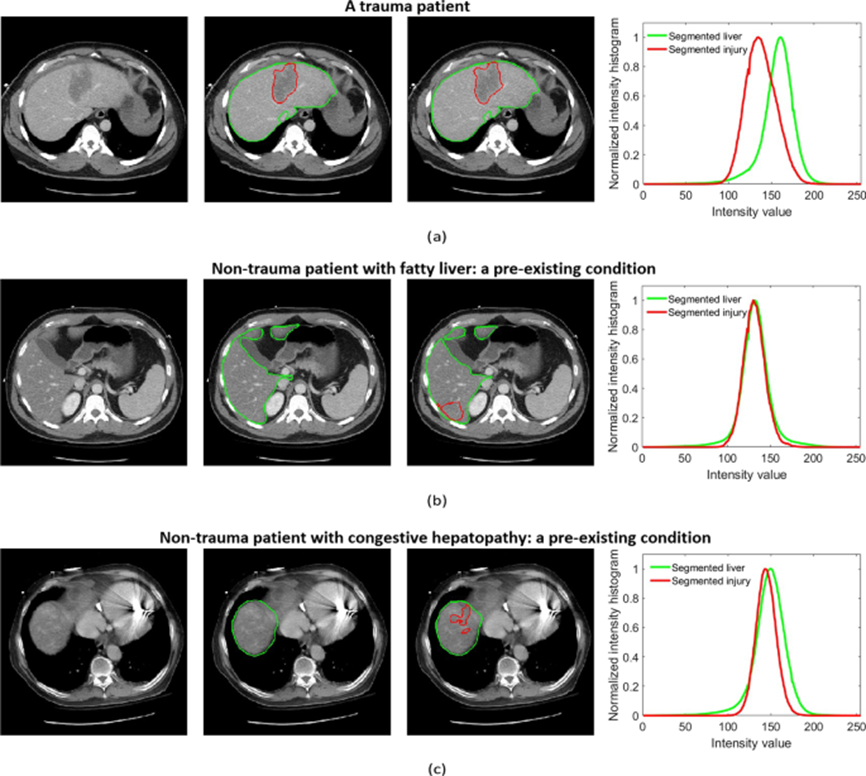 A trauma patient
Segmented liver
Segmented injury
Normalized intensity histogram
1
0.8
0.6
0.4
0.2
0
0 50 100 150 200 250
Intensity value
(a)
Non-trauma patient with fatty liver: a pre-existing condition
Segmented liver
Segmented injury
Normalized intensity histogram
1
0.8
0.6
0.4
0.2
0
0 50 100 150 200 250
Intensity value
(b)
Non-trauma patient with congestive hepatopathy: a pre-existing condition
Segmented liver
Segmented injury
Normalized intensity histogram
1
0.8
0.6
0.4
0.2
0
0 50 100 150 200 250
Intensity value
(c)